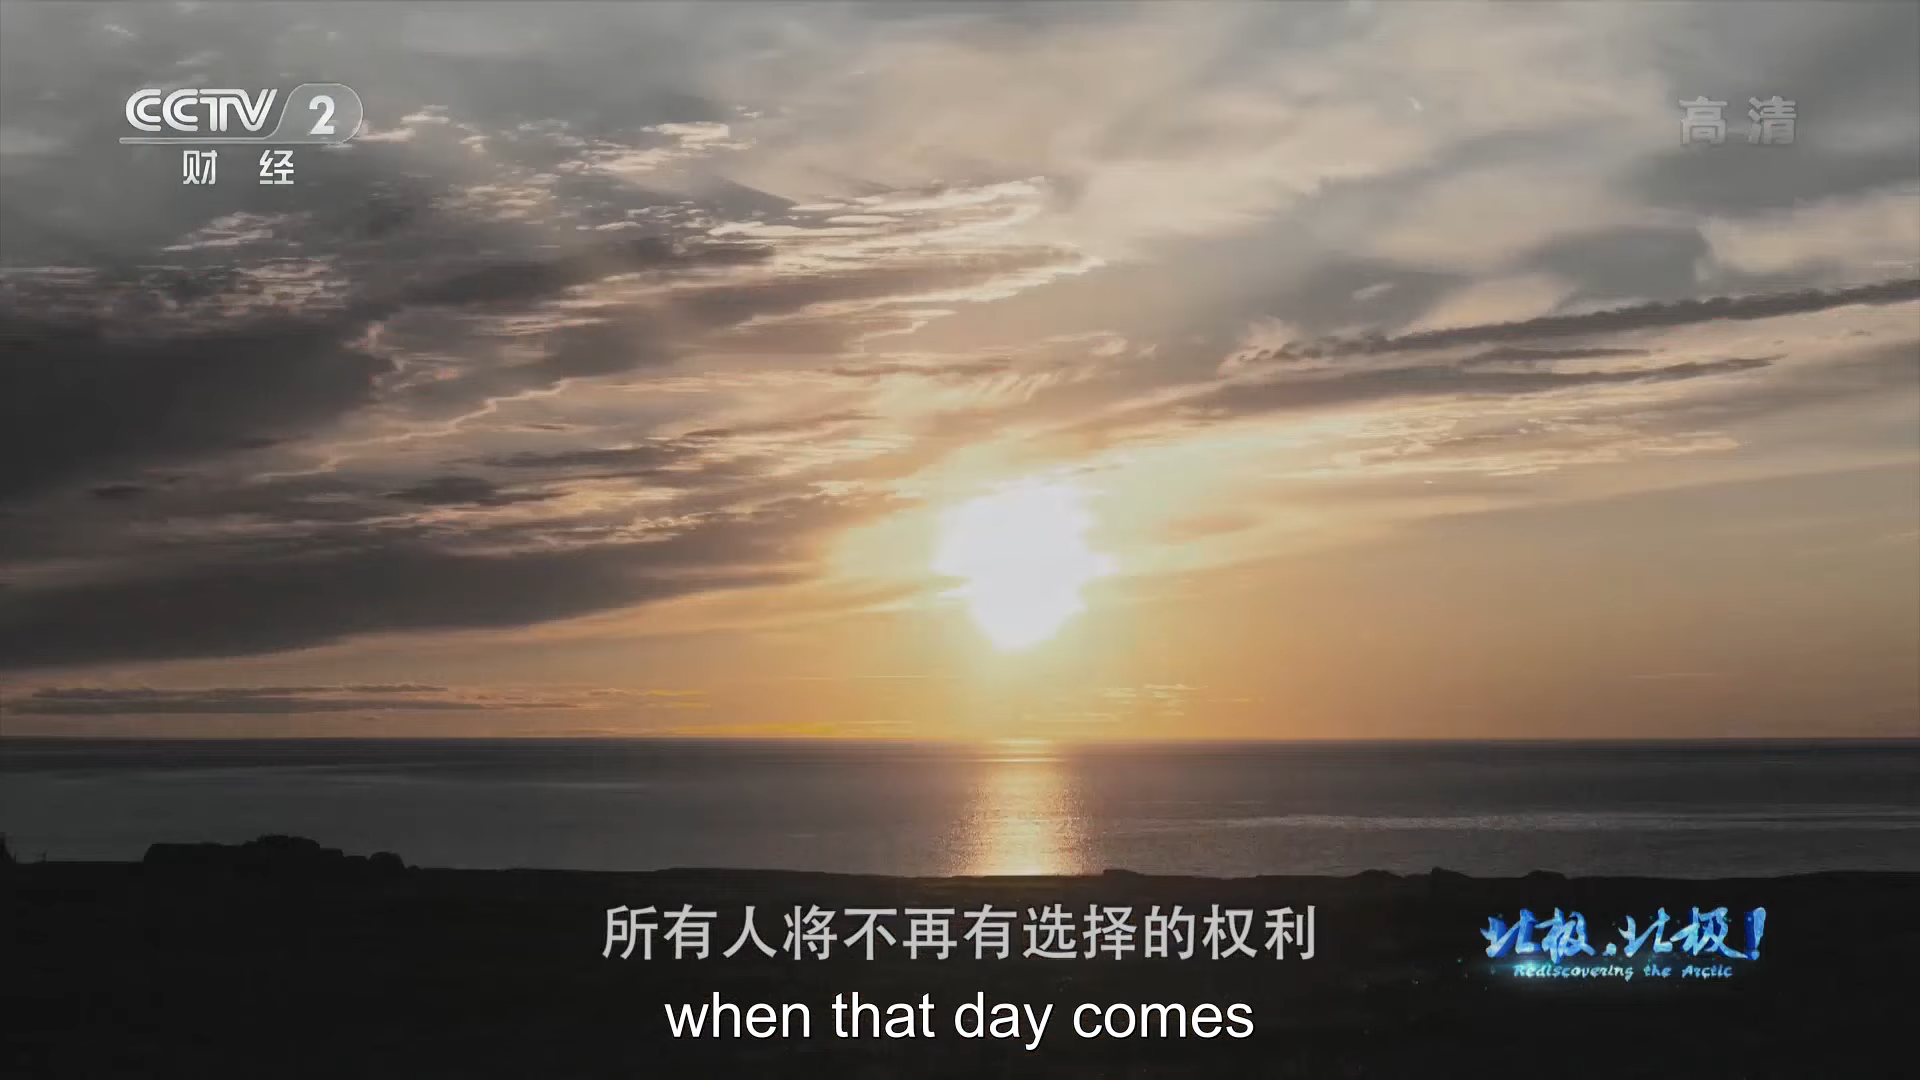 CCTV 2
财 经
高 清
所有人将不再有选择的权利
when that day comes
北极，北极！
Rediscovering the Arctic